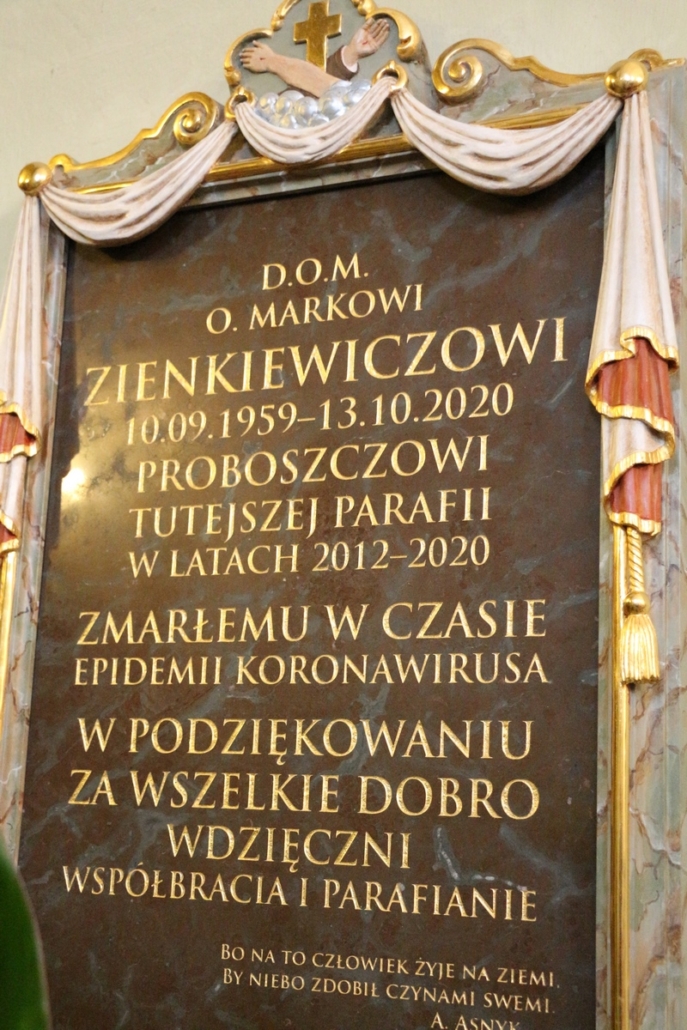 D.O.M.
O. MARKOWI
ZIENKIEWICZOWI
10.09.1959–13.10.2020
PROBOSZCZOWI
TUTEJSZEJ PARAFII
W LATACH 2012–2020
ZMARŁEMU W CZASIE
EPIDEMII KORONAWIRUSA
W PODZIĘKOWANIU
ZA WSZELKIE DOBRO
WDZIĘCZNI
WSPÓŁBRACIA I PARAFIANIE
BO NA TO CZŁOWIEK ŻYJE NA ZIEMI,
BY NIEBO ZDOBIŁ CZYNAMI SWEMI.
A. ASNYK